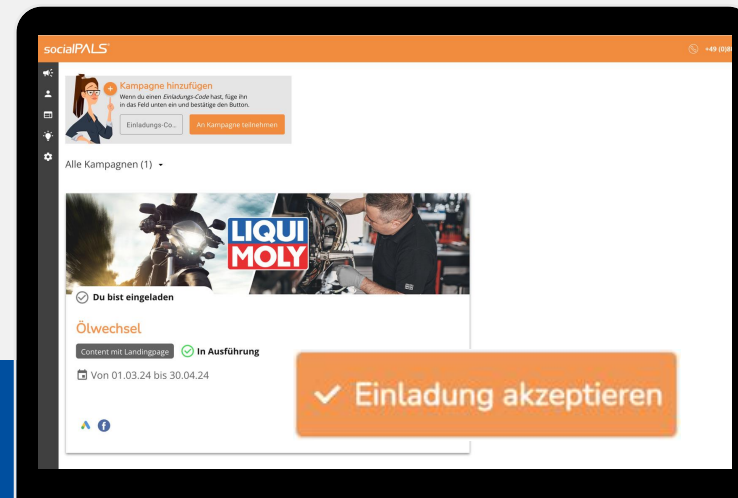 socialPALS
+49 (0)8
Kampagne hinzufügen
Wenn du einen Einladungs-Code hast, füge ihn
in das Feld unten ein und bestätige den Button.
Einladungs-Co...
An Kampagne teilnehmen
Alle Kampagnen (1)
LIQUI
MOLY
Du bist eingeladen
Ölwechsel
Content mit Landingpage
In Ausführung
Von 01.03.24 bis 30.04.24
Einladung akzeptieren